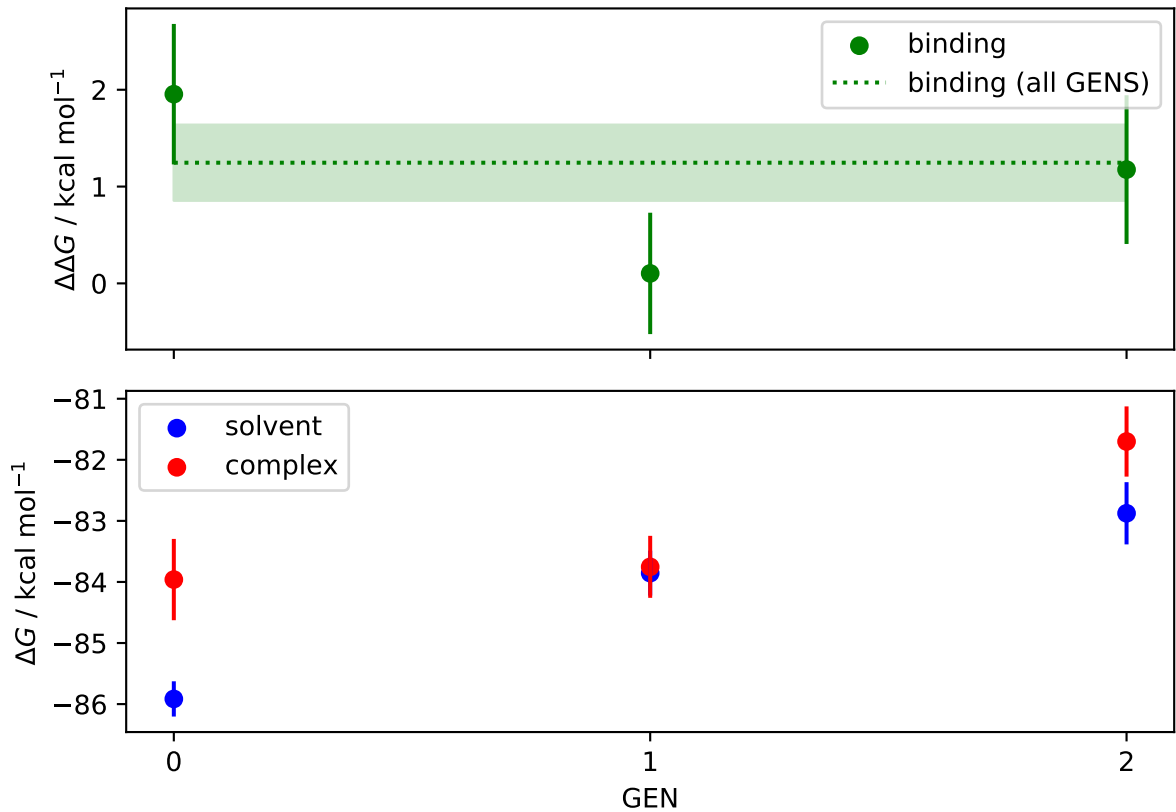 ΔΔG / kcal mol⁻¹
2
1
0
binding
binding (all GENS)
ΔG / kcal mol⁻¹
−81
−82
−83
−84
−85
−86
solvent
complex
0 1 2
GEN